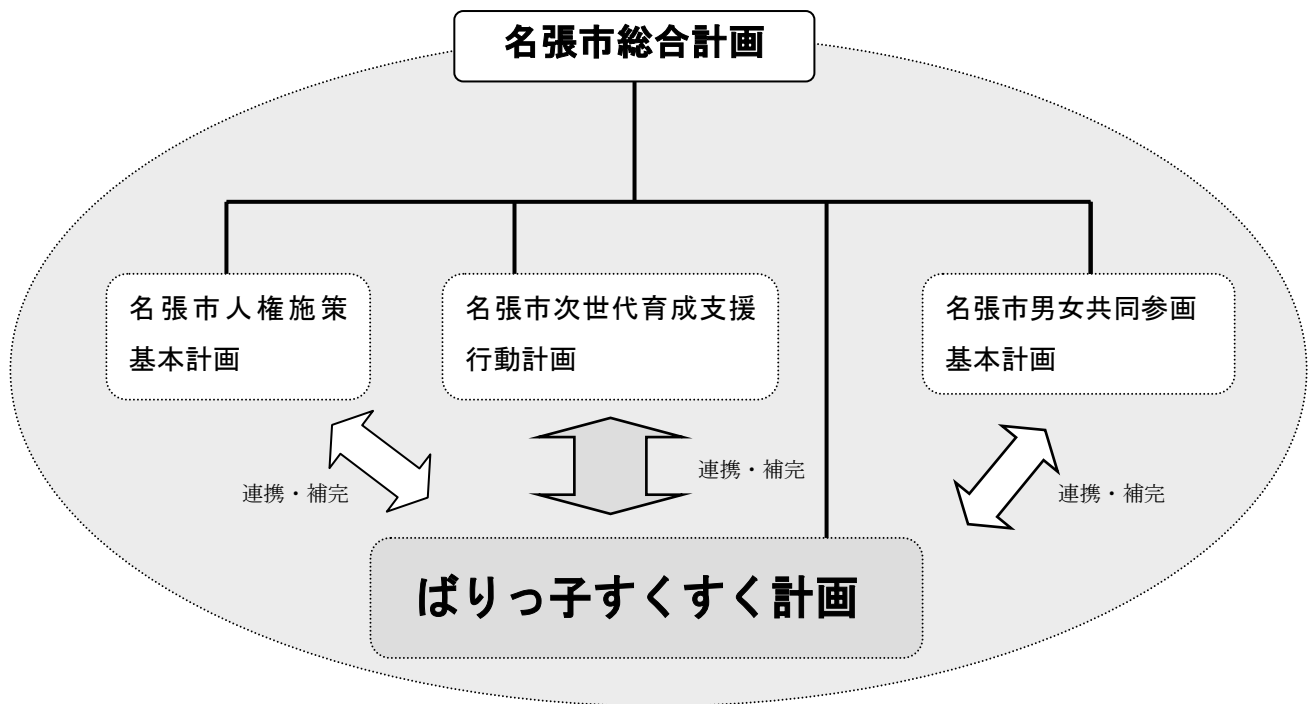 名張市総合計画
名張市人権施策
基本計画
名張市次世代育成支援
行動計画
名張市男女共同参画
基本計画
連携・補完
連携・補完
連携・補完
ばりっ子すくすく計画